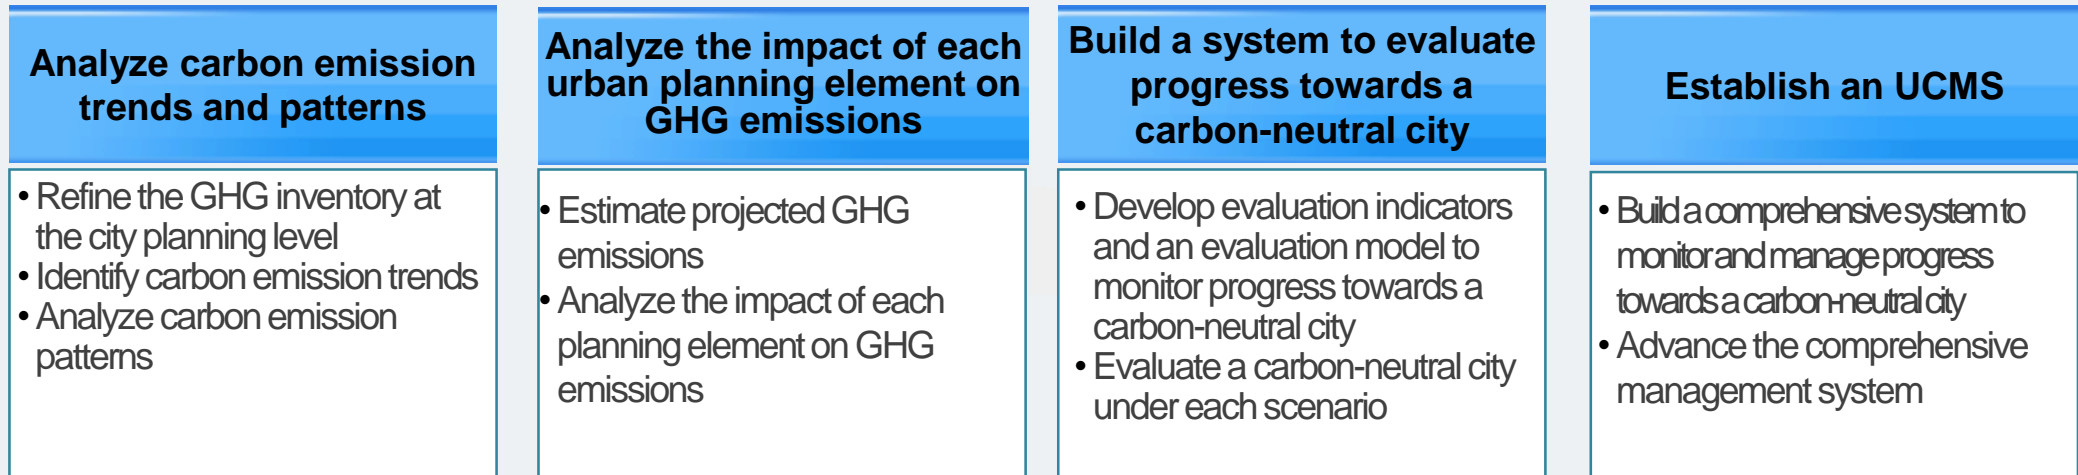 Analyze carbon emission
trends and patterns
• Refine the GHG inventory at
the city planning level
• Identify carbon emission trends
• Analyze carbon emission
patterns
Analyze the impact of each
urban planning element on
GHG emissions
• Estimate projected GHG
emissions
• Analyze the impact of each
planning element on GHG
emissions
Build a system to evaluate
progress towards a
carbon-neutral city
• Develop evaluation indicators
and an evaluation model to
monitor progress towards a
carbon-neutral city
• Evaluate a carbon-neutral city
under each scenario
Establish an UCMS
• Build a comprehensive system to
monitor and manage progress
towards a carbon-neutral city
• Advance the comprehensive
management system